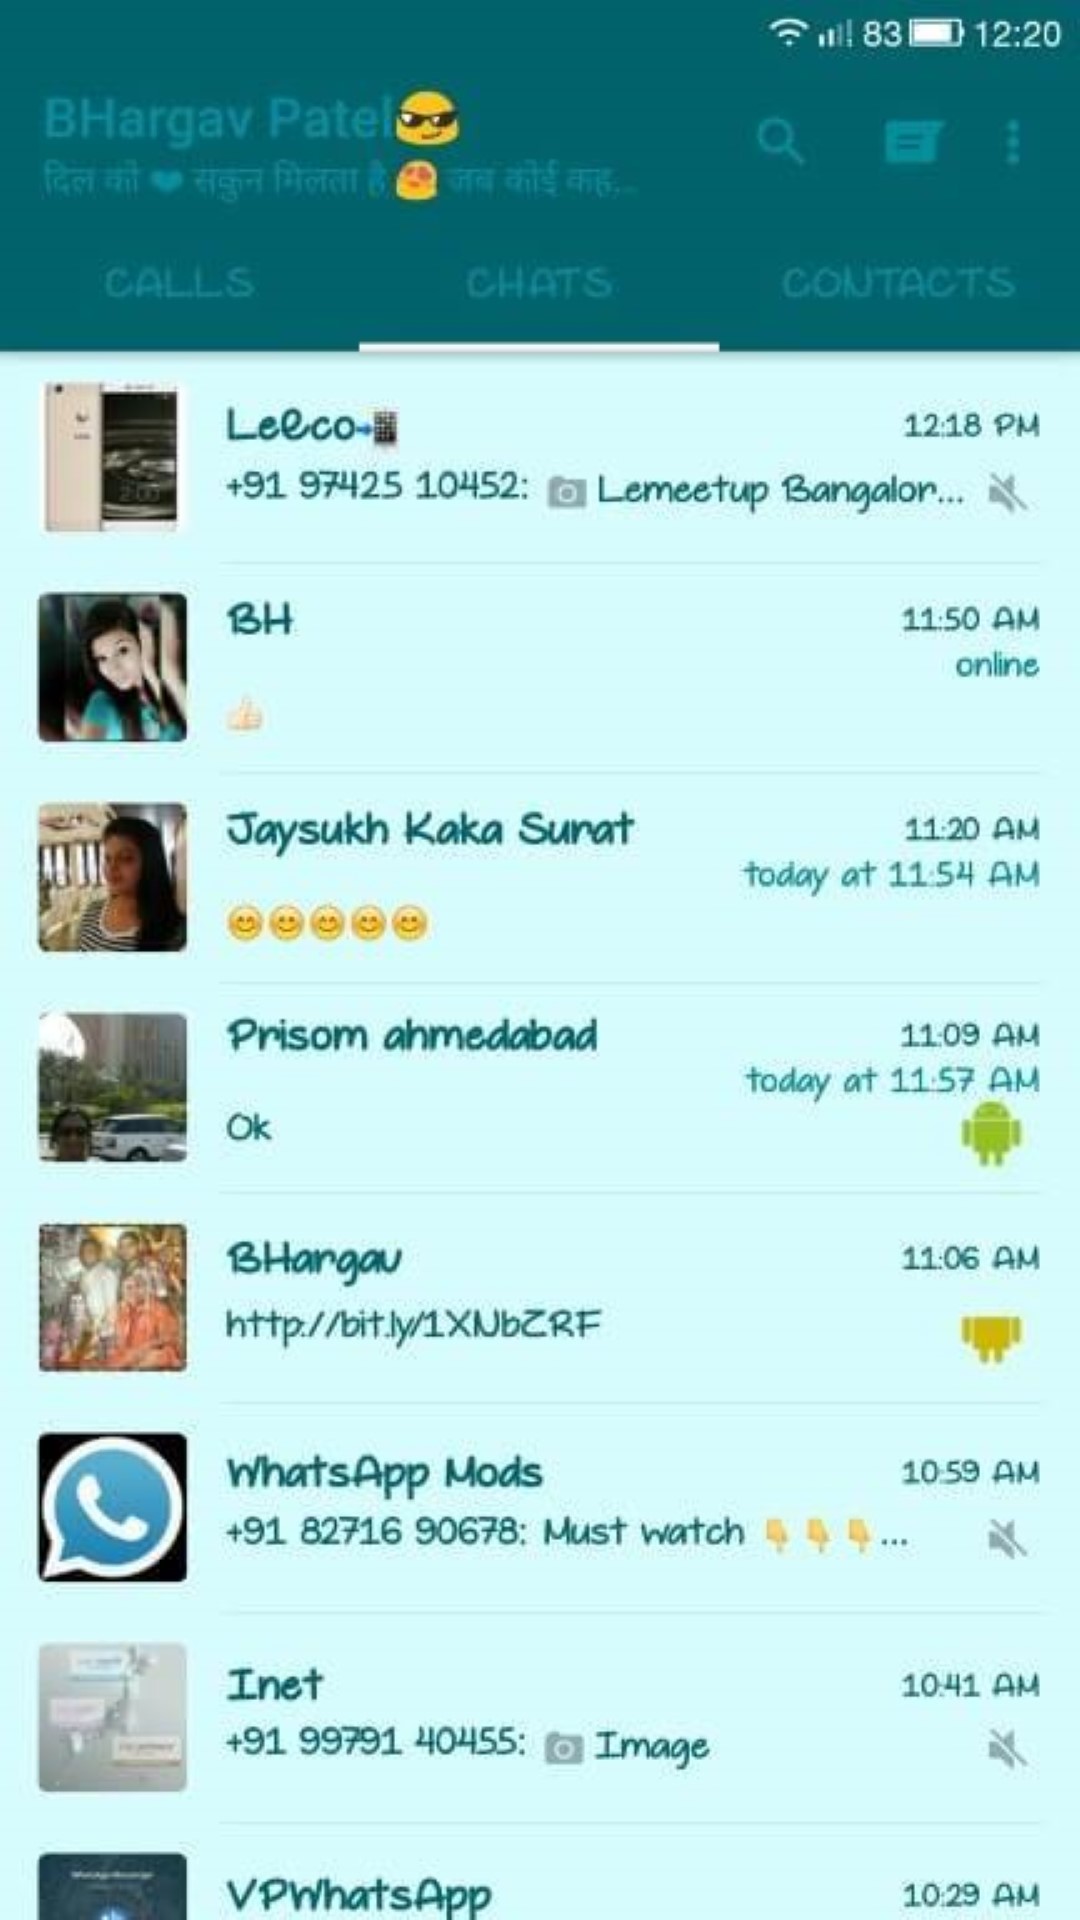 83 12:20
BHargav Patel😎
दिल को ❤ सकुन मिलता है 😍 जब कोई कह...
CALLS CHATS CONTACTS
LeEco📲 12:18 PM
+91 97425 10452: 📷 Lemeetup Bangalor...
BH 11:50 AM
online
👍🏻
Jaysukh Kaka Surat 11:20 AM
today at 11:54 AM
😊😊😊😊😊
Prisom ahmedabad 11:09 AM
today at 11:57 AM
Ok
BHargav 11:06 AM
http://bit.ly/1XNbZRF
WhatsApp Mods 10:59 AM
+91 82716 90678: Must watch 👇👇👇...
Inet 10:41 AM
+91 99791 40455: 📷 Image
VPWhatsApp 10:29 AM